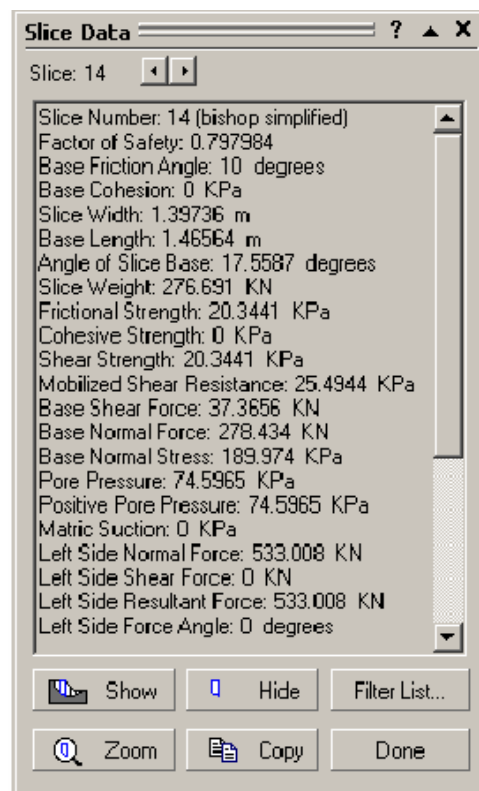 Slice Data ? ▲ X
Slice: 14
Slice Number: 14 (bishop simplified)
Factor of Safety: 0.797984
Base Friction Angle: 10 degrees
Base Cohesion: 0 KPa
Slice Width: 1.39736 m
Base Length: 1.46564 m
Angle of Slice Base: 17.5587 degrees
Slice Weight: 276.691 KN
Frictional Strength: 20.3441 KPa
Cohesive Strength: 0 KPa
Shear Strength: 20.3441 KPa
Mobilized Shear Resistance: 25.4944 KPa
Base Shear Force: 37.3656 KN
Base Normal Force: 278.434 KN
Base Normal Stress: 189.974 KPa
Pore Pressure: 74.5965 KPa
Positive Pore Pressure: 74.5965 KPa
Matric Suction: 0 KPa
Left Side Normal Force: 533.008 KN
Left Side Shear Force: 0 KN
Left Side Resultant Force: 533.008 KN
Left Side Force Angle: 0 degrees
Show Hide Filter List...
Zoom Copy Done